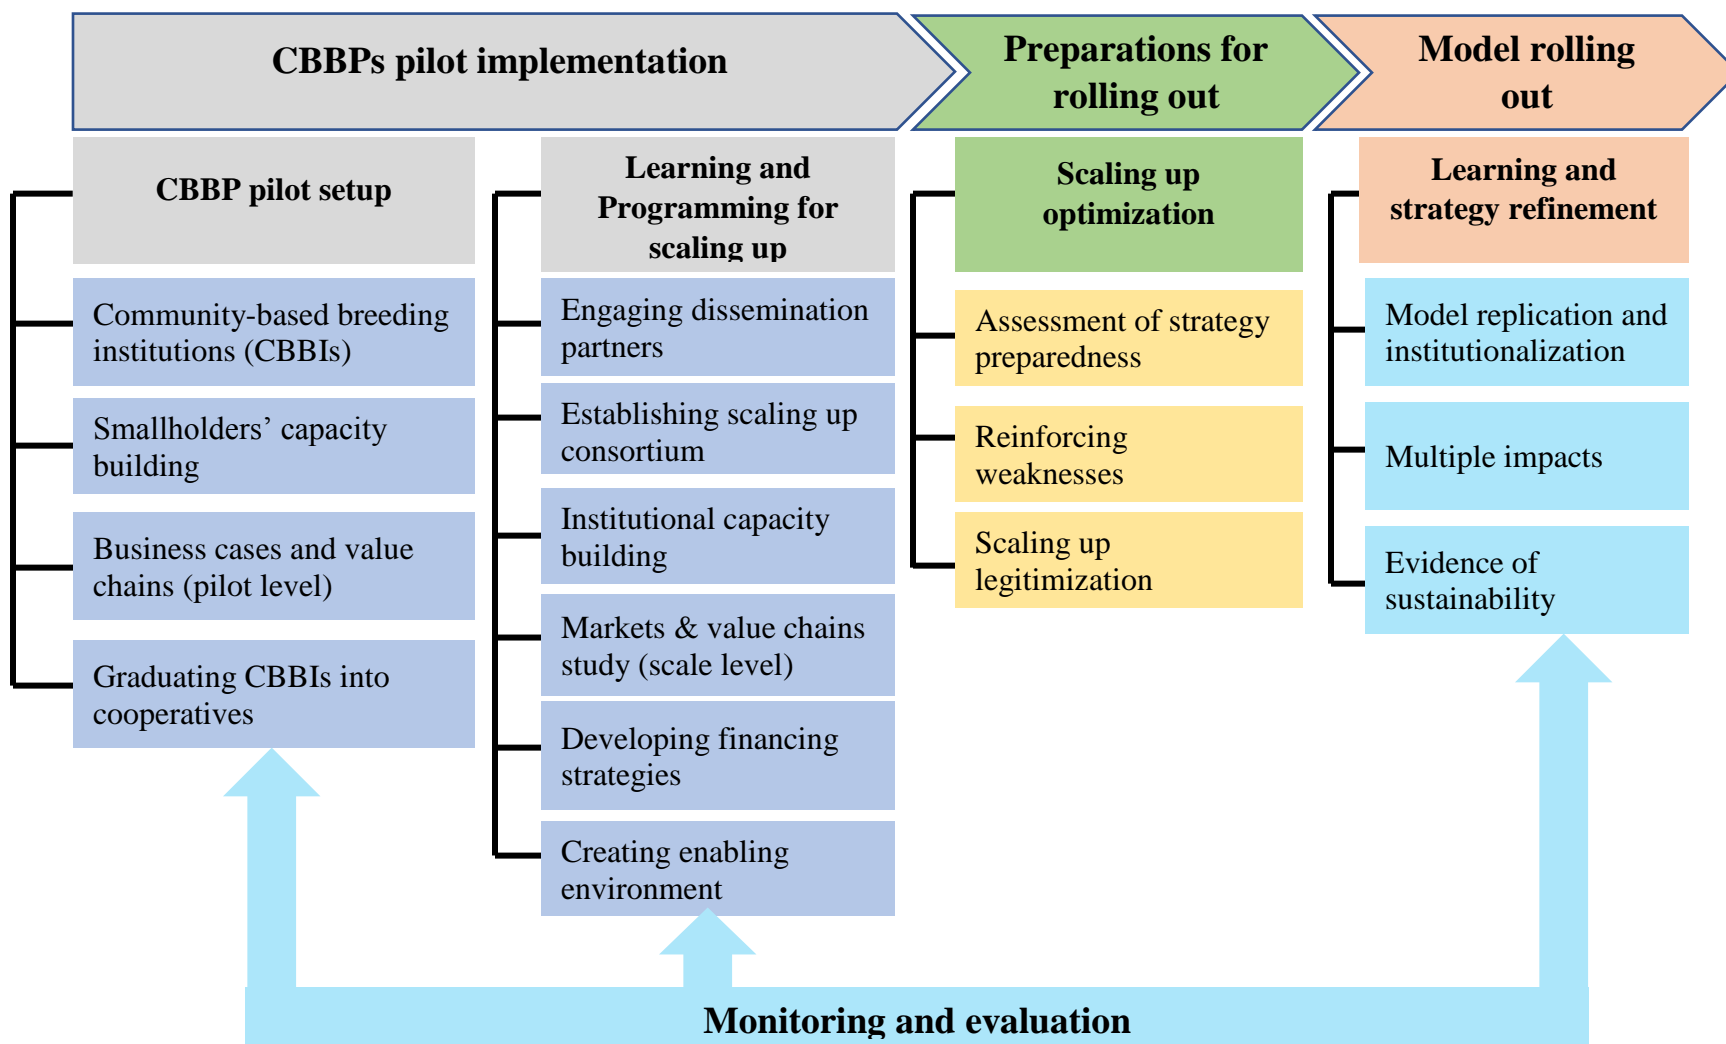 CBBPs pilot implementation
Preparations for
rolling out
Model rolling
out
CBBP pilot setup
Community-based breeding
institutions (CBBIs)
Smallholders’ capacity
building
Business cases and value
chains (pilot level)
Graduating CBBIs into
cooperatives
Learning and
Programming for
scaling up
Engaging dissemination
partners
Establishing scaling up
consortium
Institutional capacity
building
Markets & value chains
study (scale level)
Developing financing
strategies
Creating enabling
environment
Scaling up
optimization
Assessment of strategy
preparedness
Reinforcing
weaknesses
Scaling up
legitimization
Learning and
strategy refinement
Model replication and
institutionalization
Multiple impacts
Evidence of
sustainability
Monitoring and evaluation